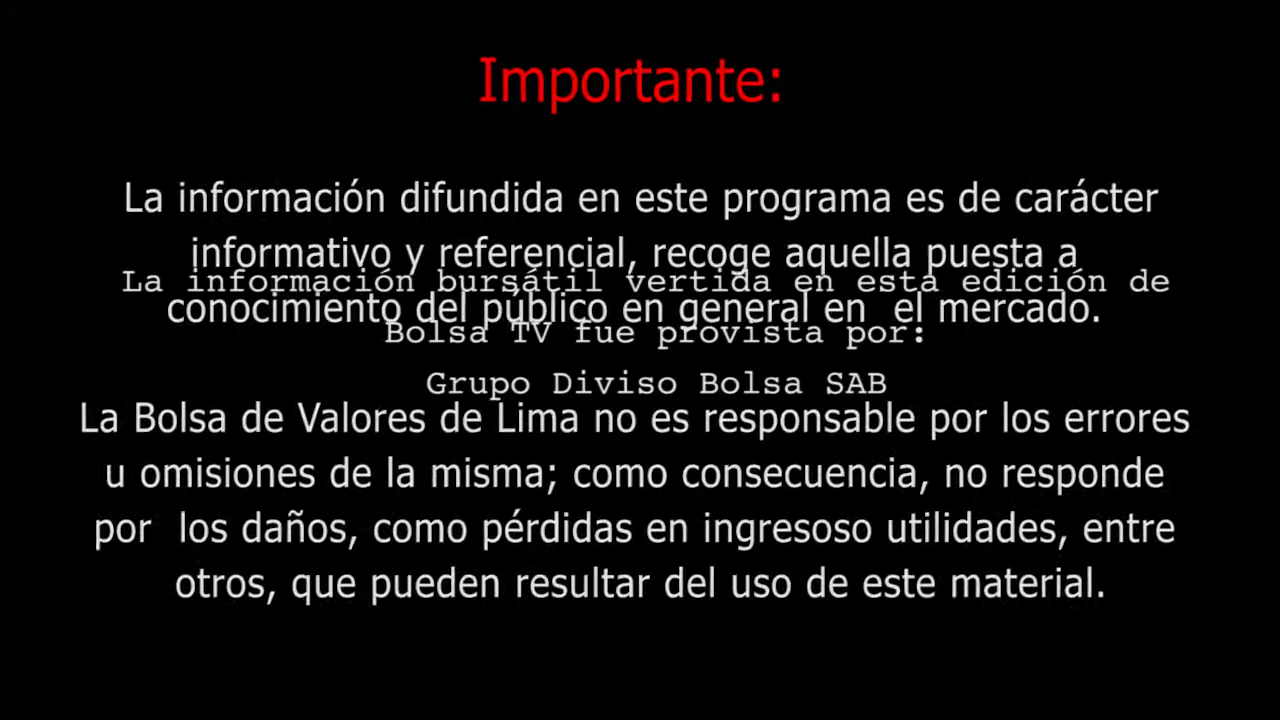 Importante:
La información difundida en este programa es de carácter
informativo y referencial, recoge aquella puesta a
La información bursátil vertida en esta edición de
conocimiento del público en general en el mercado.
Bolsa TV fue provista por:
Grupo Diviso Bolsa SAB
La Bolsa de Valores de Lima no es responsable por los errores
u omisiones de la misma; como consecuencia, no responde
por los daños, como pérdidas en ingresoso utilidades, entre
otros, que pueden resultar del uso de este material.